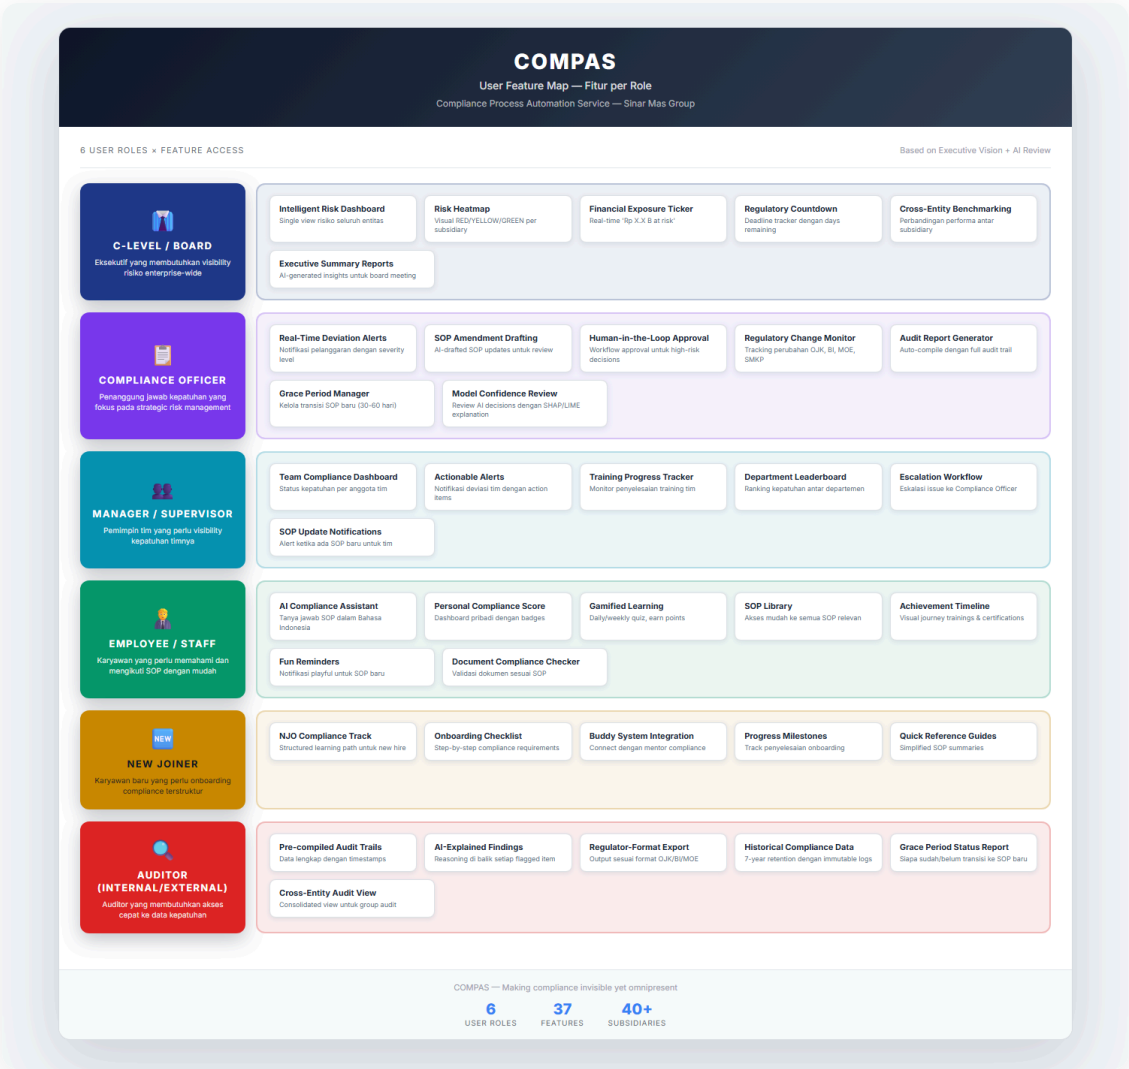 COMPAS
User Feature Map — Fitur per Role
Compliance Process Automation Service — Sinar Mas Group
6 USER ROLES × FEATURE ACCESS
Based on Executive Vision + AI Review
C-LEVEL / BOARD
Eksekutif yang membutuhkan visibility
risiko enterprise-wide
Intelligent Risk Dashboard
Single view risiko seluruh entitas
Risk Heatmap
Visual RED/YELLOW/GREEN per
subsidiary
Financial Exposure Ticker
Real-time 'Rp X.X B at risk'
Regulatory Countdown
Deadline tracker dengan days
remaining
Cross-Entity Benchmarking
Perbandingan performa antar
subsidiary
Executive Summary Reports
AI-generated insights untuk board meeting
COMPLIANCE OFFICER
Penanggung jawab kepatuhan yang
fokus pada strategic risk management
Real-Time Deviation Alerts
Notifikasi pelanggaran dengan severity
level
SOP Amendment Drafting
AI-drafted SOP updates untuk review
Human-in-the-Loop Approval
Workflow approval untuk high-risk
decisions
Regulatory Change Monitor
Tracking perubahan OJK, BI, MOE,
SMKP
Audit Report Generator
Auto-compile dengan full audit trail
Grace Period Manager
Kelola transisi SOP baru (30-60 hari)
Model Confidence Review
Review AI decisions dengan SHAP/LIME
explanation
MANAGER / SUPERVISOR
Pemimpin tim yang perlu visibility
kepatuhan timnya
Team Compliance Dashboard
Status kepatuhan per anggota tim
Actionable Alerts
Notifikasi deviasi tim dengan action
items
Training Progress Tracker
Monitor penyelesaian training tim
Department Leaderboard
Ranking kepatuhan antar departemen
Escalation Workflow
Eskalasi issue ke Compliance Officer
SOP Update Notifications
Alert ketika ada SOP baru untuk tim
EMPLOYEE / STAFF
Karyawan yang perlu memahami dan
mengikuti SOP dengan mudah
AI Compliance Assistant
Tanya jawab SOP dalam Bahasa
Indonesia
Personal Compliance Score
Dashboard pribadi dengan badges
Gamified Learning
Daily/weekly quiz, earn points
SOP Library
Akses mudah ke semua SOP relevan
Achievement Timeline
Visual journey trainings & certifications
Fun Reminders
Notifikasi playful untuk SOP baru
Document Compliance Checker
Validasi dokumen sesuai SOP
NEW
NEW JOINER
Karyawan baru yang perlu onboarding
compliance terstruktur
NJO Compliance Track
Structured learning path untuk new hire
Onboarding Checklist
Step-by-step compliance requirements
Buddy System Integration
Connect dengan mentor compliance
Progress Milestones
Track penyelesaian onboarding
Quick Reference Guides
Simplified SOP summaries
AUDITOR
(INTERNAL/EXTERNAL)
Auditor yang membutuhkan akses
cepat ke data kepatuhan
Pre-compiled Audit Trails
Data lengkap dengan timestamps
AI-Explained Findings
Reasoning di balik setiap flagged item
Regulator-Format Export
Output sesuai format OJK/BI/MOE
Historical Compliance Data
7-year retention dengan immutable logs
Grace Period Status Report
Siapa sudah/belum transisi ke SOP baru
Cross-Entity Audit View
Consolidated view untuk group audit
COMPAS — Making compliance invisible yet omnipresent
6
USER ROLES
37
FEATURES
40+
SUBSIDIARIES